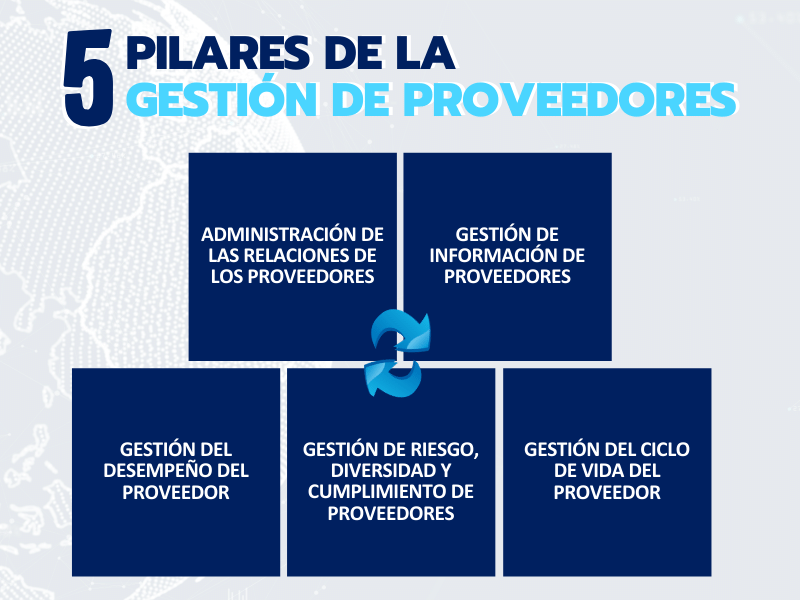 5 PILARES DE LA
GESTIÓN DE PROVEEDORES
ADMINISTRACIÓN DE
LAS RELACIONES DE
LOS PROVEEDORES
GESTIÓN DE
INFORMACIÓN DE
PROVEEDORES
GESTIÓN DEL
DESEMPEÑO DEL
PROVEEDOR
GESTIÓN DE RIESGO,
DIVERSIDAD Y
CUMPLIMIENTO DE
PROVEEDORES
GESTIÓN DEL CICLO
DE VIDA DEL
PROVEEDOR